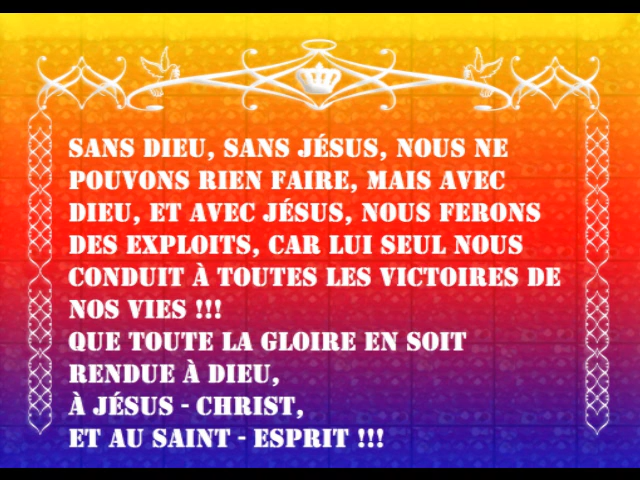 SANS DIEU, SANS JÉSUS, NOUS NE
POUVONS RIEN FAIRE, MAIS AVEC
DIEU, ET AVEC JÉSUS, NOUS FERONS
DES EXPLOITS, CAR LUI SEUL NOUS
CONDUIT À TOUTES LES VICTOIRES DE
NOS VIES !!!
QUE TOUTE LA GLOIRE EN SOIT
RENDUE À DIEU,
À JÉSUS - CHRIST,
ET AU SAINT - ESPRIT !!!